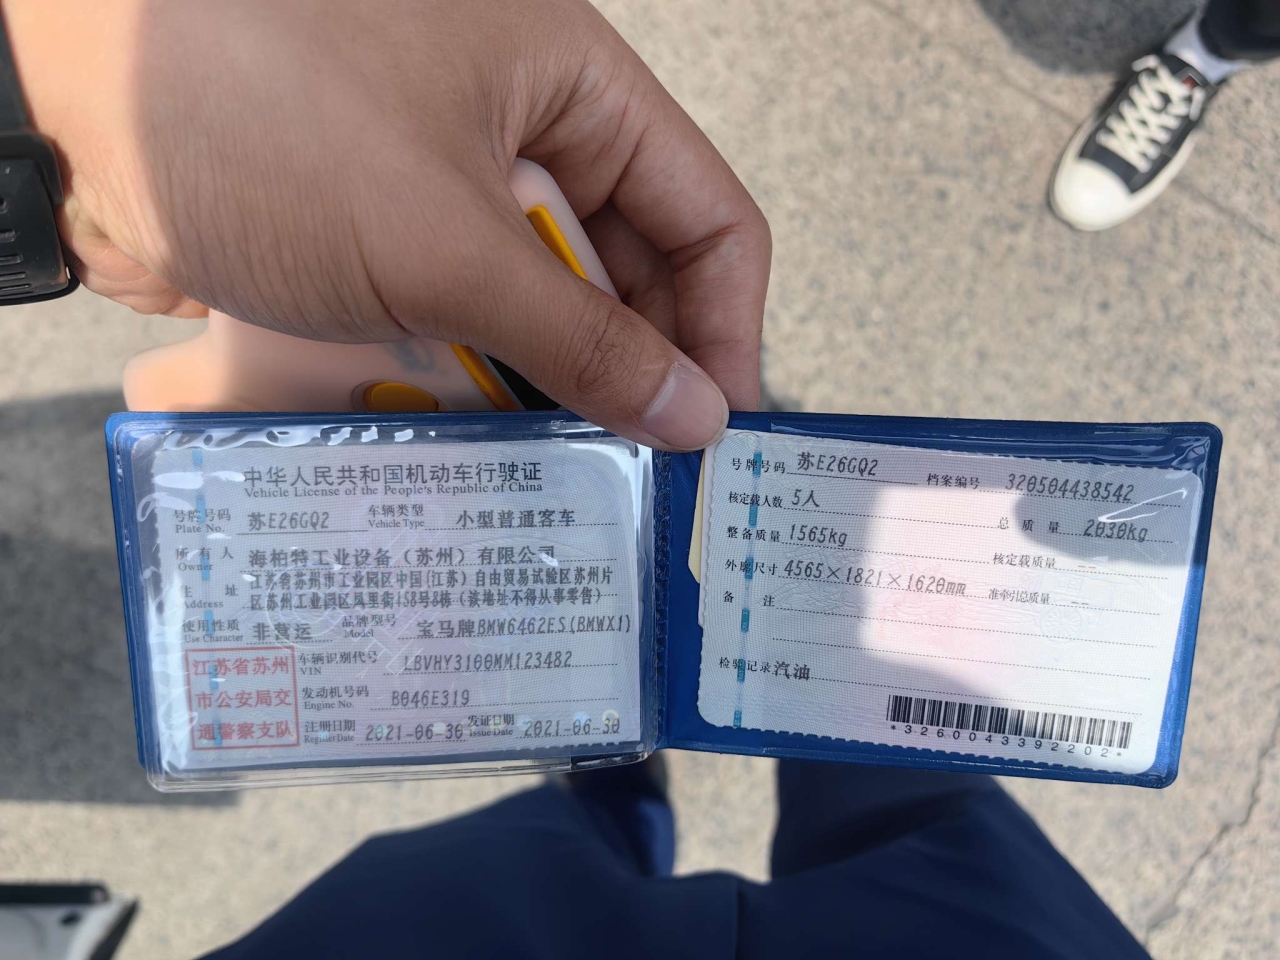 中华人民共和国机动车行驶证
Vehicle License of the People's Republic of China
号牌号码 苏E26GQ2 车辆类型 小型普通客车
Plate No. Vehicle Type
所有人 海柏特工业设备（苏州）有限公司
Owner
住址 江苏省苏州市工业园区中国(江苏)自由贸易试验区苏州片
Address 区苏州工业园区凤里街158号8栋（该地址不得从事零售）
使用性质 非营运 品牌型号 宝马牌BMW6462ES(BMWX1)
Use Character Model
江苏省苏州
市公安局交
通警察支队
车辆识别代号 LBVHY3100MM123482
VIN
发动机号码 B046E319
Engine No.
注册日期 2021-06-30 发证日期 2021-06-30
Register Date Issue Date
号牌号码 苏E26GQ2 档案编号 320504438542
核定载人数 5人 总质量 2030kg
整备质量 1565kg 核定载质量 --
外廓尺寸 4565×1821×1620mm 准牵引总质量 --
备注
检验记录 汽油
*3260043392202*